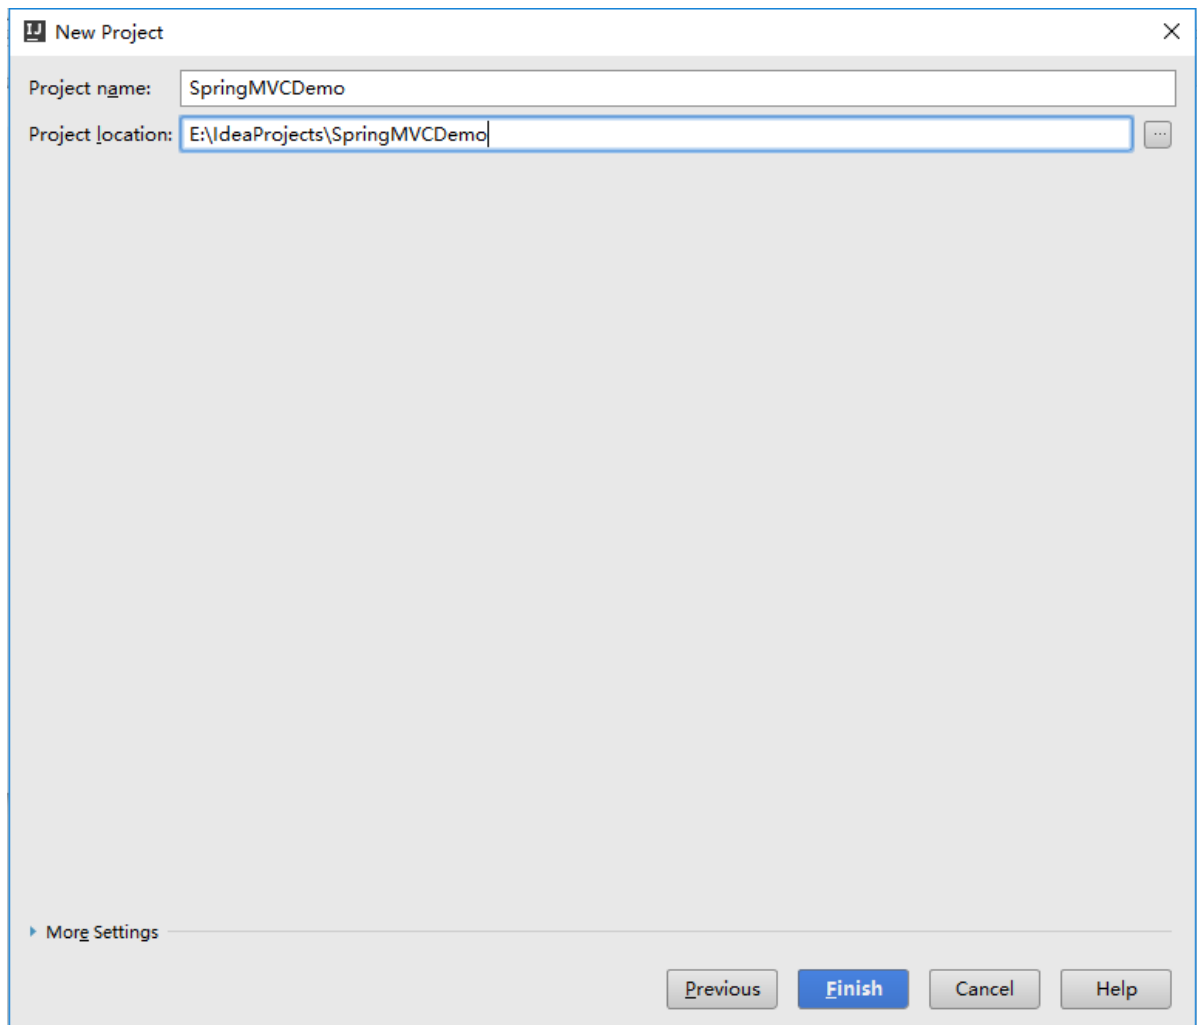 IJ New Project
Project name: SpringMVCDemo
Project location: E:\IdeaProjects\SpringMVCDemo ...
More Settings
Previous Finish Cancel Help